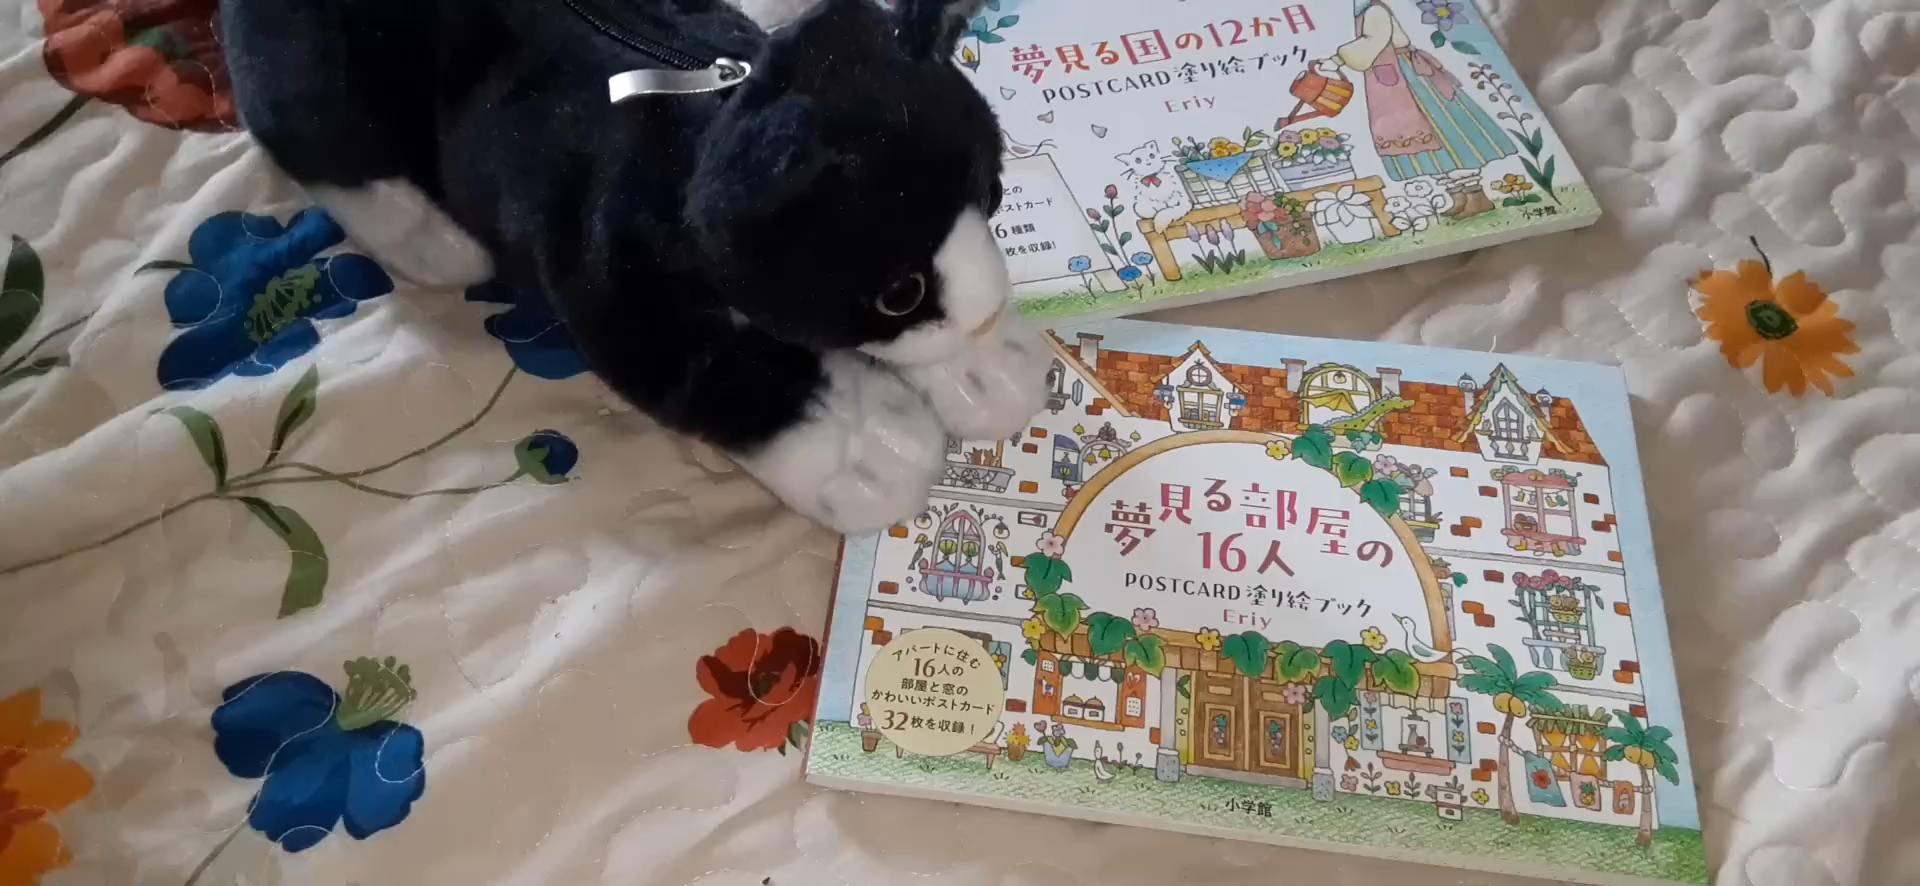 夢見る国の12か月
POSTCARD塗り絵ブック
Eriy
との
ポストカード
6種類
枚を収録!
小学館
夢見る部屋の
16人
POSTCARD塗り絵ブック
Eriy
アパートに住む
16人の
部屋と窓の
かわいいポストカード
32枚を収録!
小学館